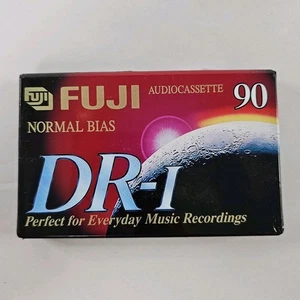 FUJI FUJI AUDIOCASSETTE 90
NORMAL BIAS
DR-I
Perfect for Everyday Music Recordings